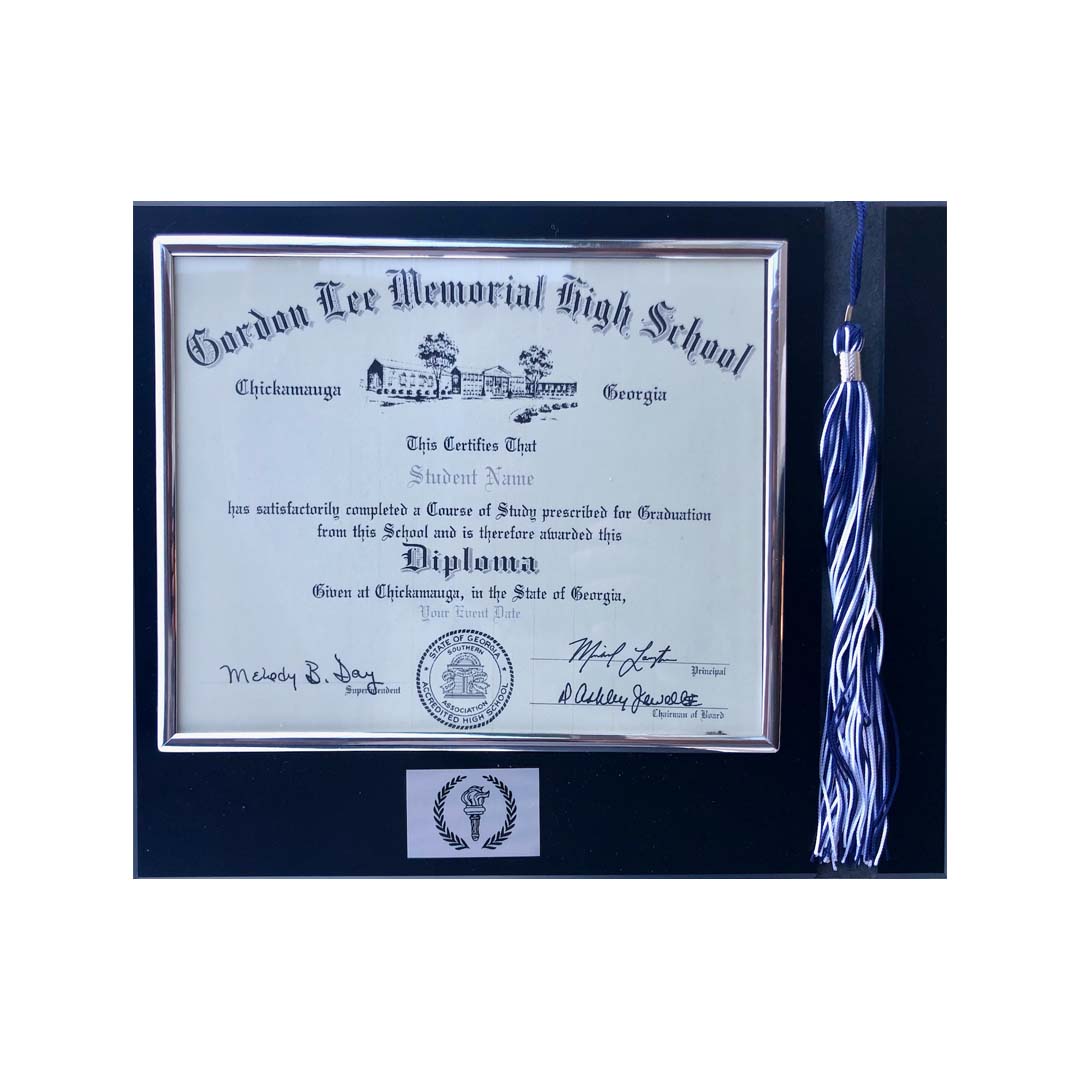 Gordon Lee Memorial High School
Chickamauga
Georgia
This Certifies That
Student Name
has satisfactorily completed a Course of Study prescribed for Graduation
from this School and is therefore awarded this
Diploma
Given at Chickamauga, in the State of Georgia,
Your Event Date
Melody B. Day
Superintendent
STATE OF GEORGIA
SOUTHERN
ASSOCIATION
ACCREDITED HIGH SCHOOL
Principal
D Ashley Jewell
Chairman of Board